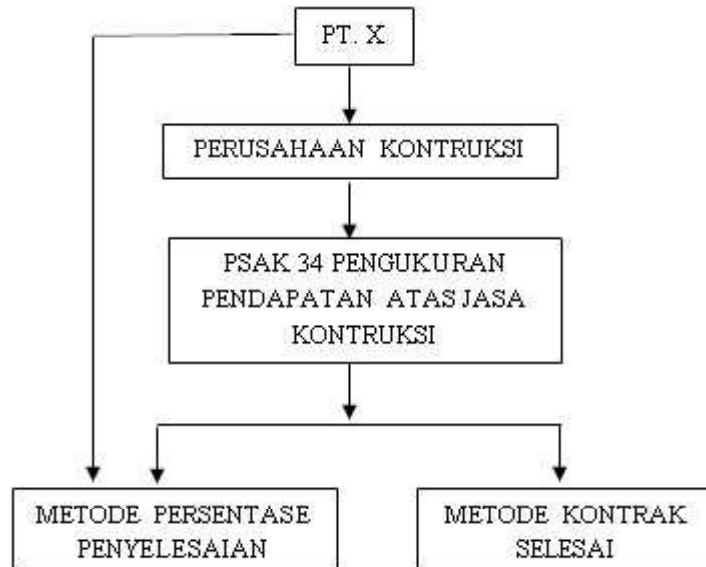 PT. X
PERUSAHAAN KONTRUKSI
PSAK 34 PENGUKURAN
PENDAPATAN ATAS JASA
KONTRUKSI
METODE PERSENTASE
PENYELESAIAN
METODE KONTRAK
SELESAI